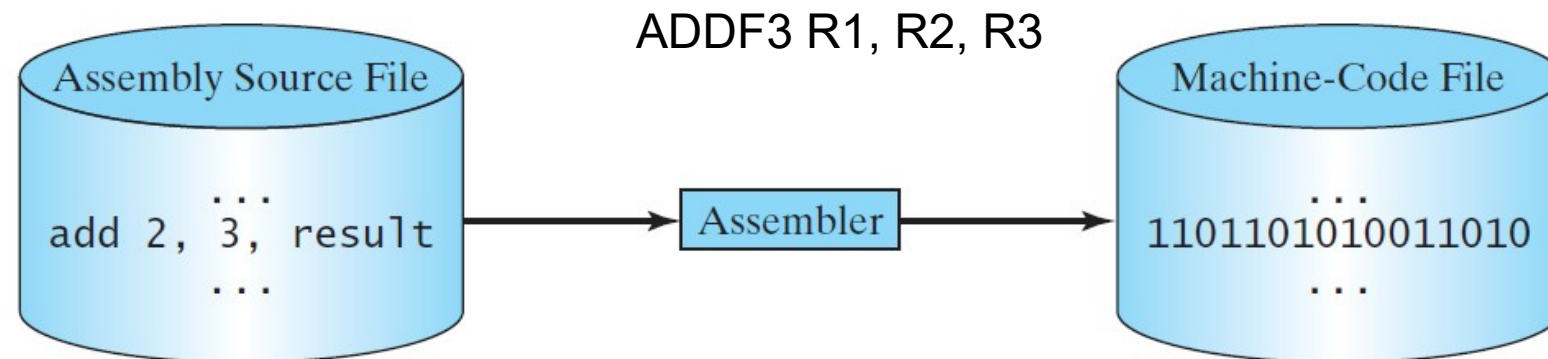 ADDF3 R1, R2, R3
Assembly Source File
...
add 2, 3, result
...
Assembler
Machine-Code File
...
1101101010011010
...